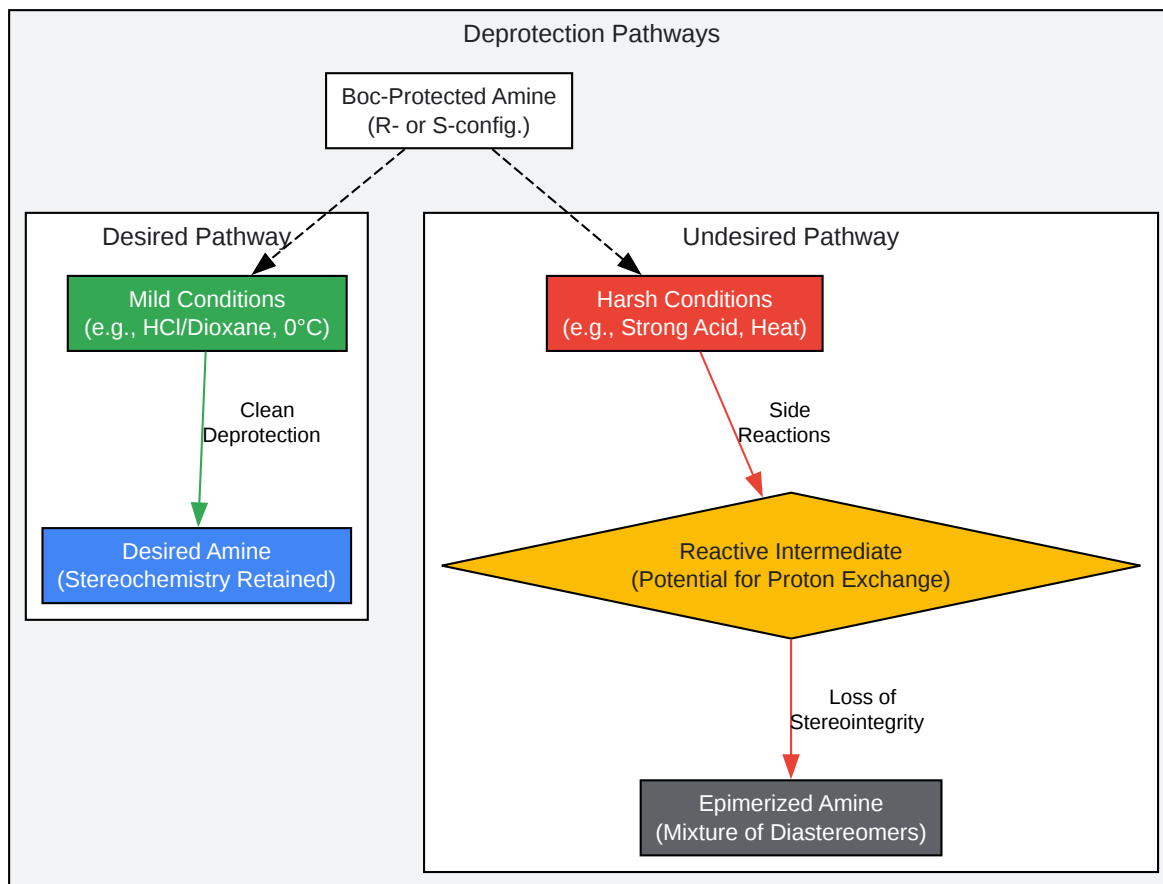 Deprotection Pathways
Boc-Protected Amine
(R- or S-config.)
Desired Pathway
Mild Conditions
(e.g., HCl/Dioxane, 0°C)
Clean
Deprotection
Desired Amine
(Stereochemistry Retained)
Undesired Pathway
Harsh Conditions
(e.g., Strong Acid, Heat)
Side
Reactions
Reactive Intermediate
(Potential for Proton Exchange)
Loss of
Stereointegrity
Epimerized Amine
(Mixture of Diastereomers)